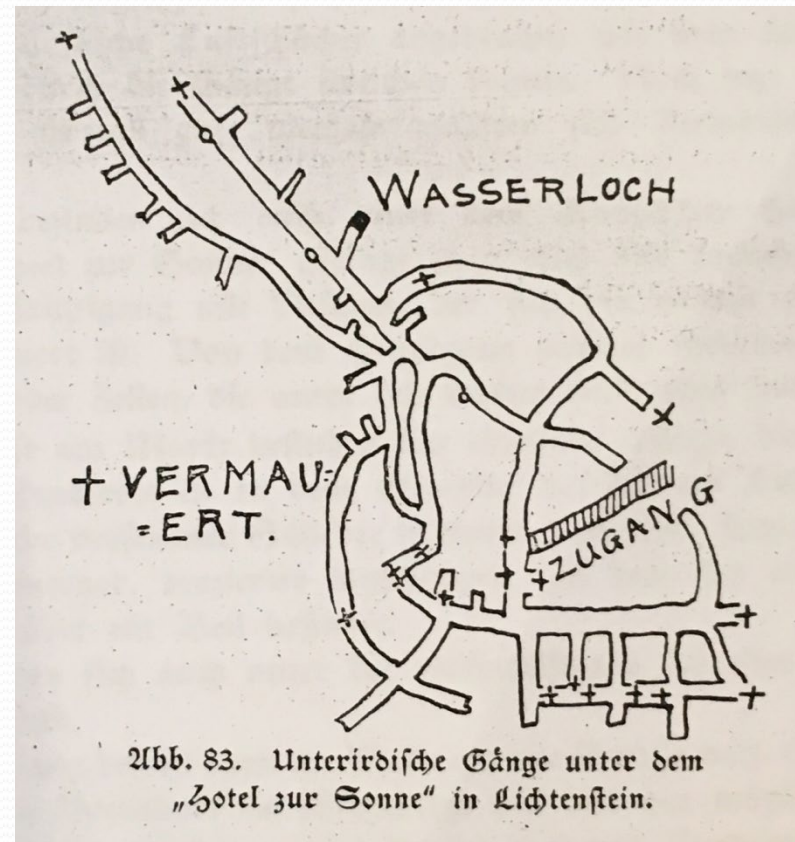 WASSERLOCH
+ VERMAU=
=ERT.
ZUGANG
Abb. 83. Unterirdische Gänge unter dem
„Hotel zur Sonne“ in Lichtenstein.